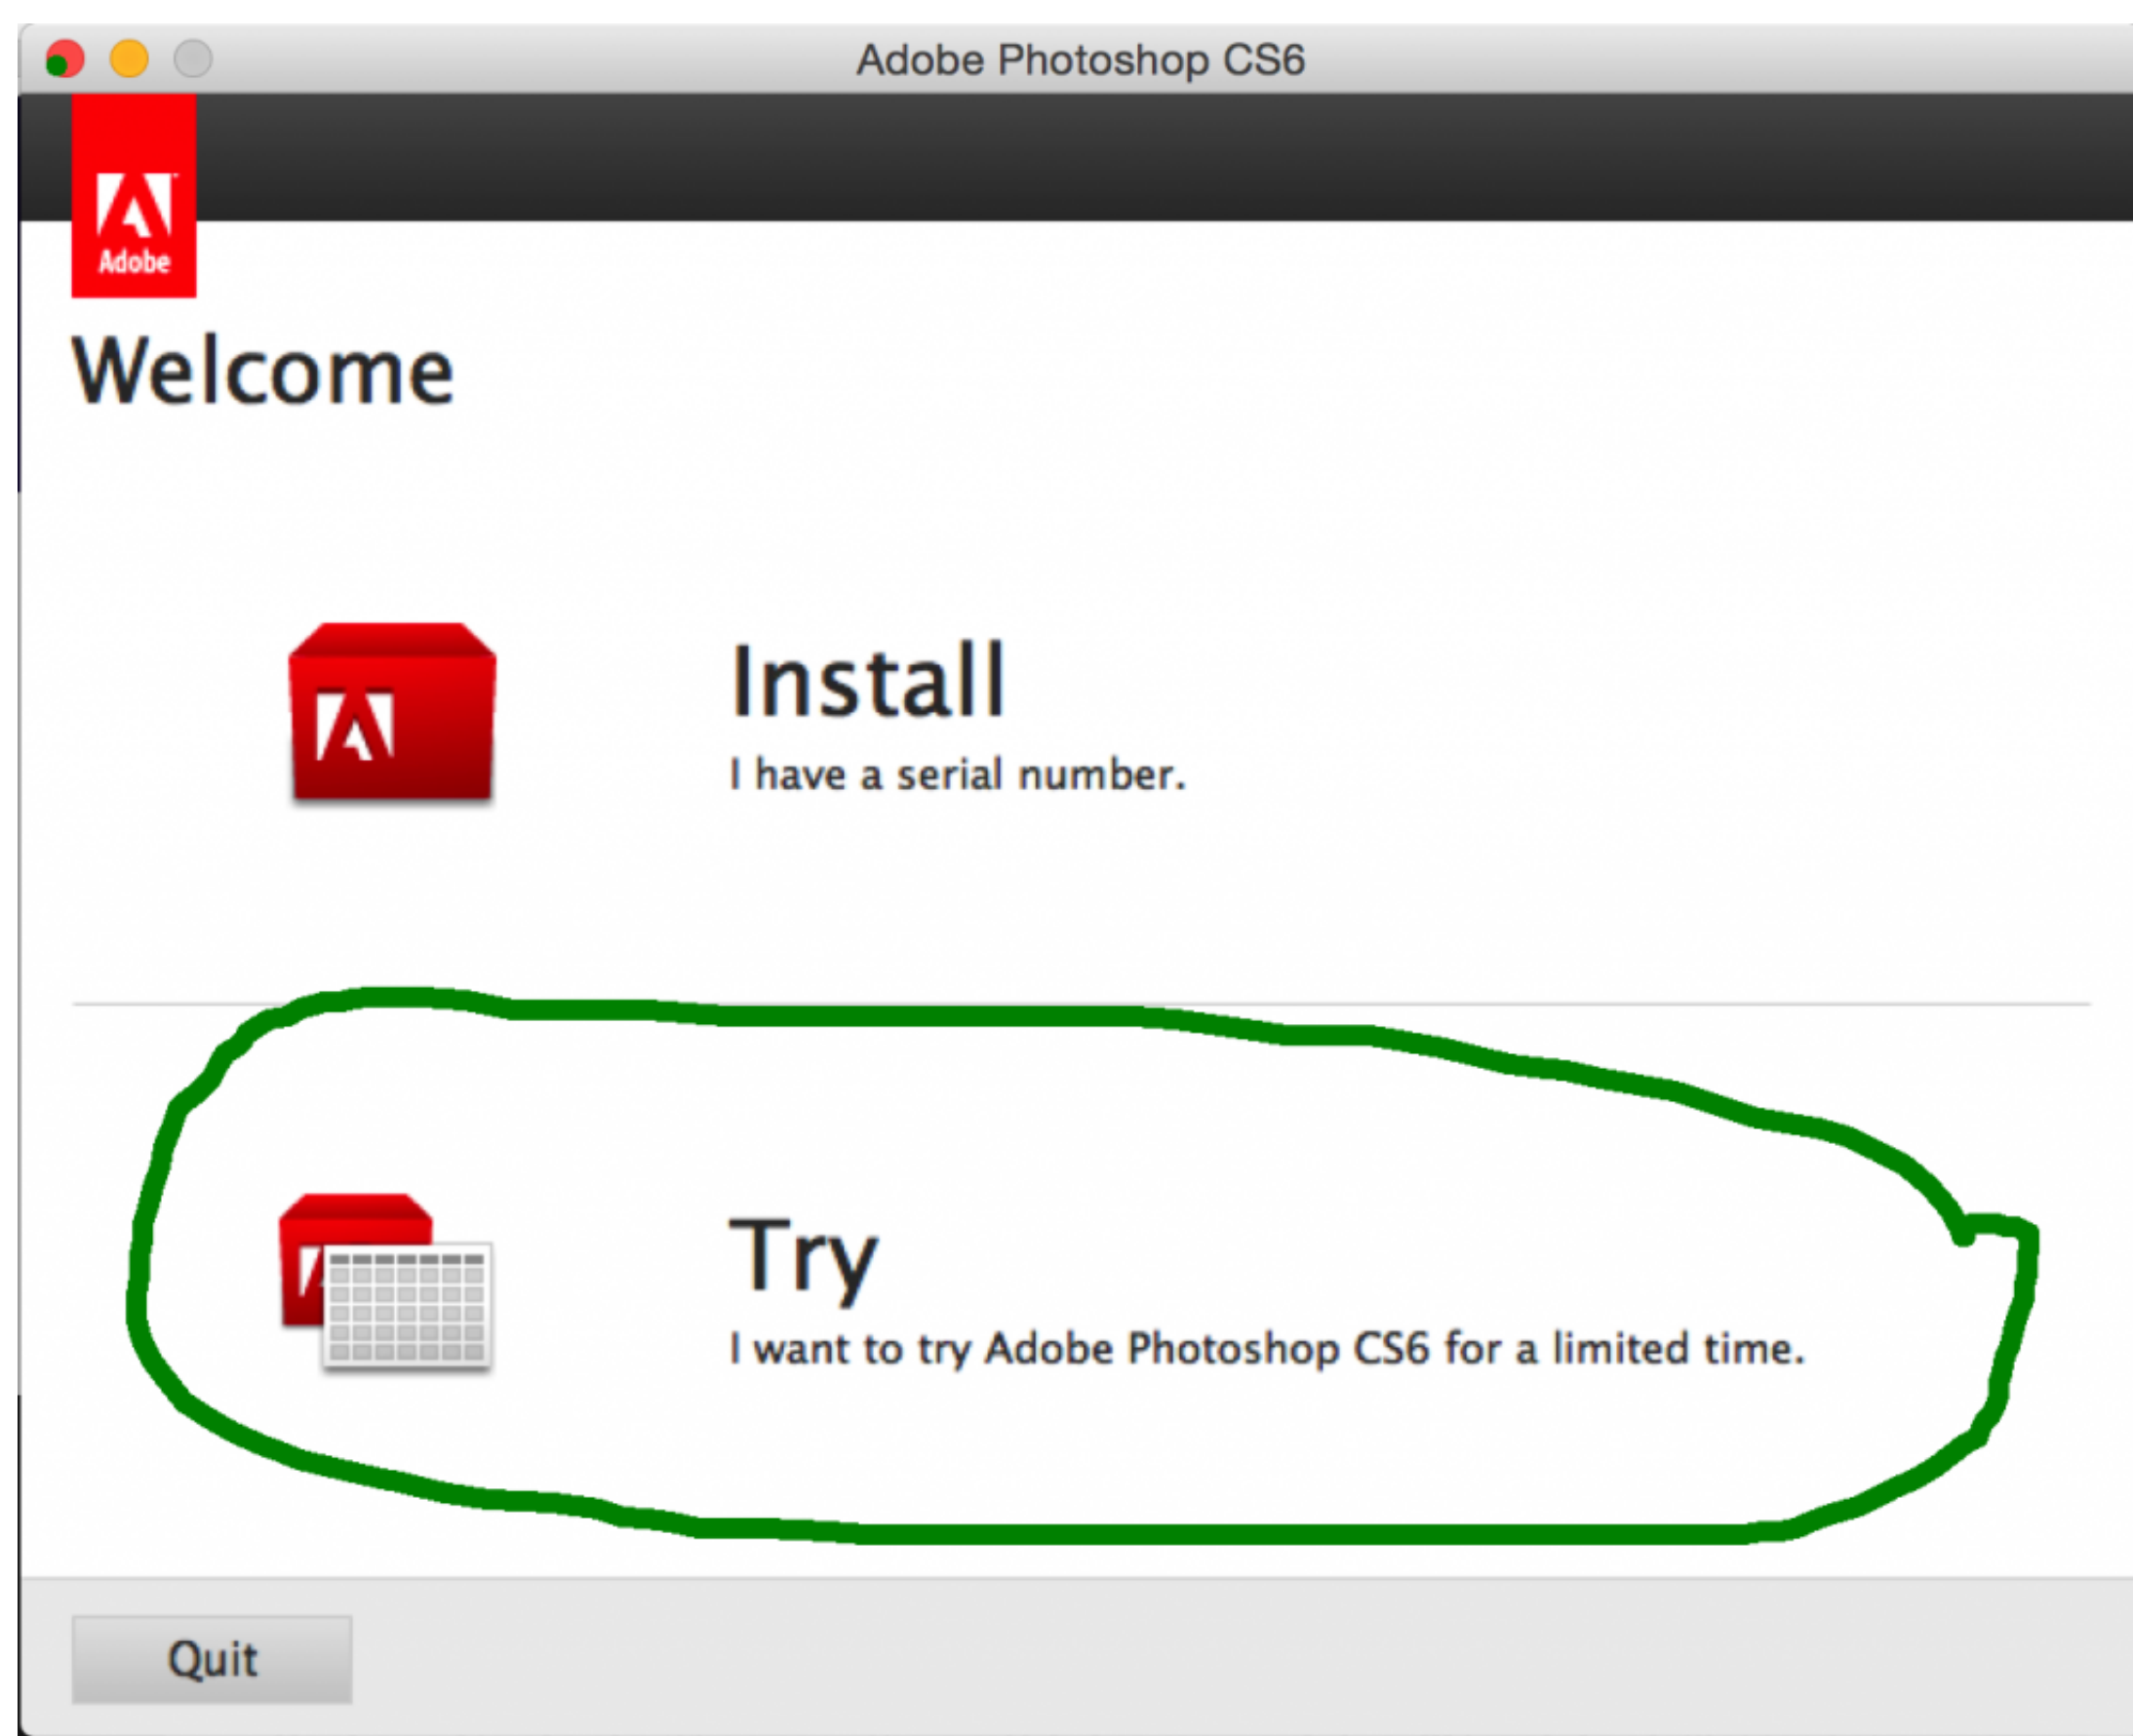 Adobe Photoshop CS6
Adobe
Welcome
Install
I have a serial number.
Try
I want to try Adobe Photoshop CS6 for a limited time.
Quit